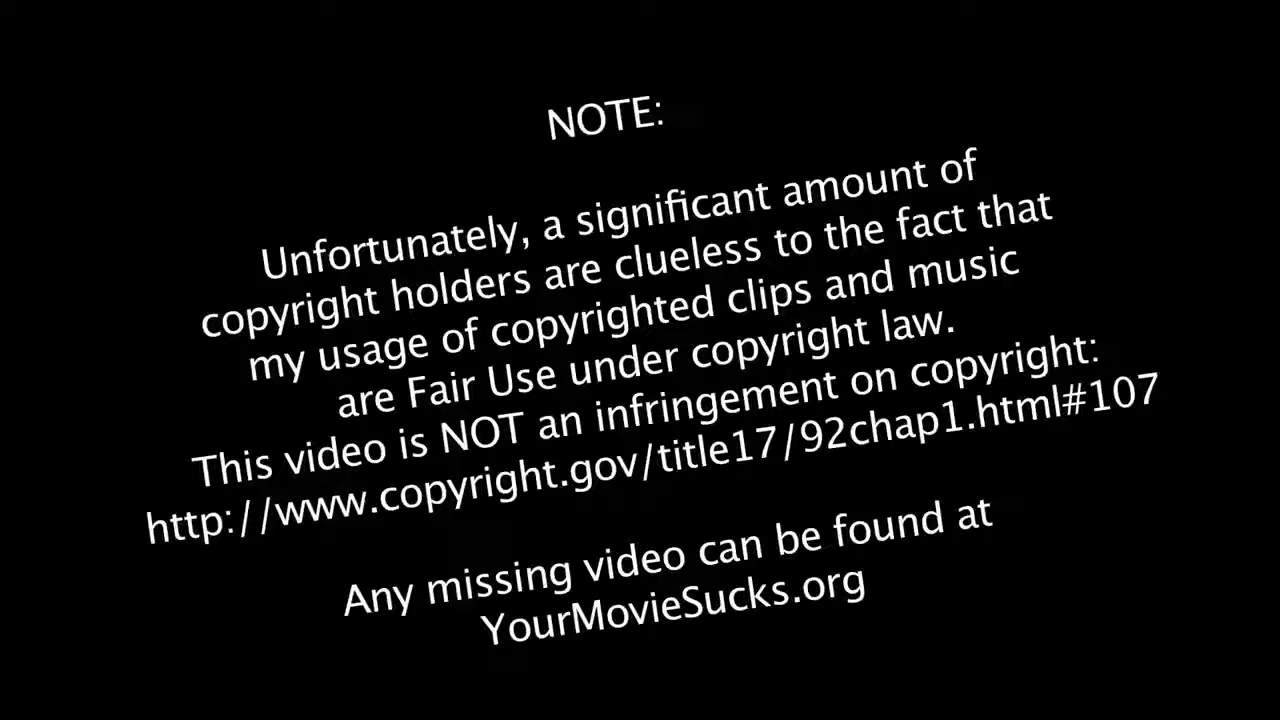 NOTE:
Unfortunately, a significant amount of
copyright holders are clueless to the fact that
my usage of copyrighted clips and music
are Fair Use under copyright law.
This video is NOT an infringement on copyright:
http://www.copyright.gov/title17/92chap1.html#107
Any missing video can be found at
YourMovieSucks.org